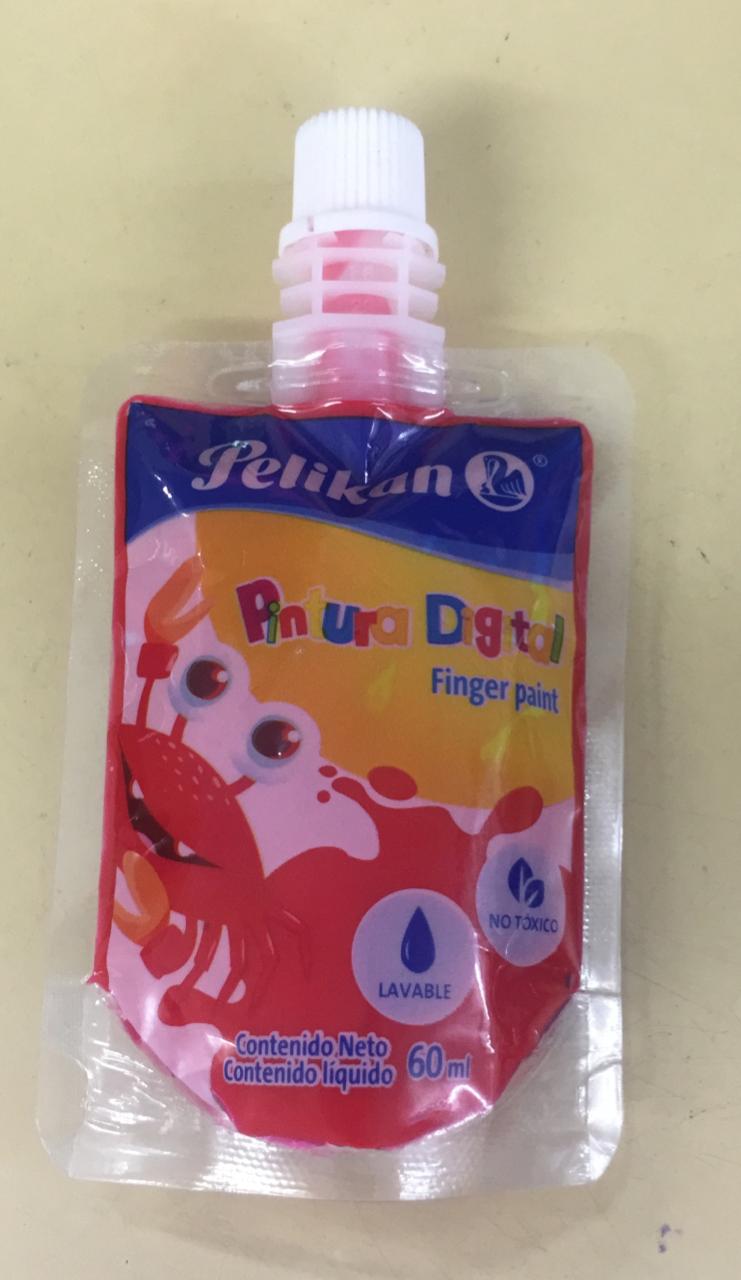 Pelikan ®
Pintura Digital
Finger paint
NO TÓXICO
LAVABLE
Contenido Neto
Contenido líquido 60 ml